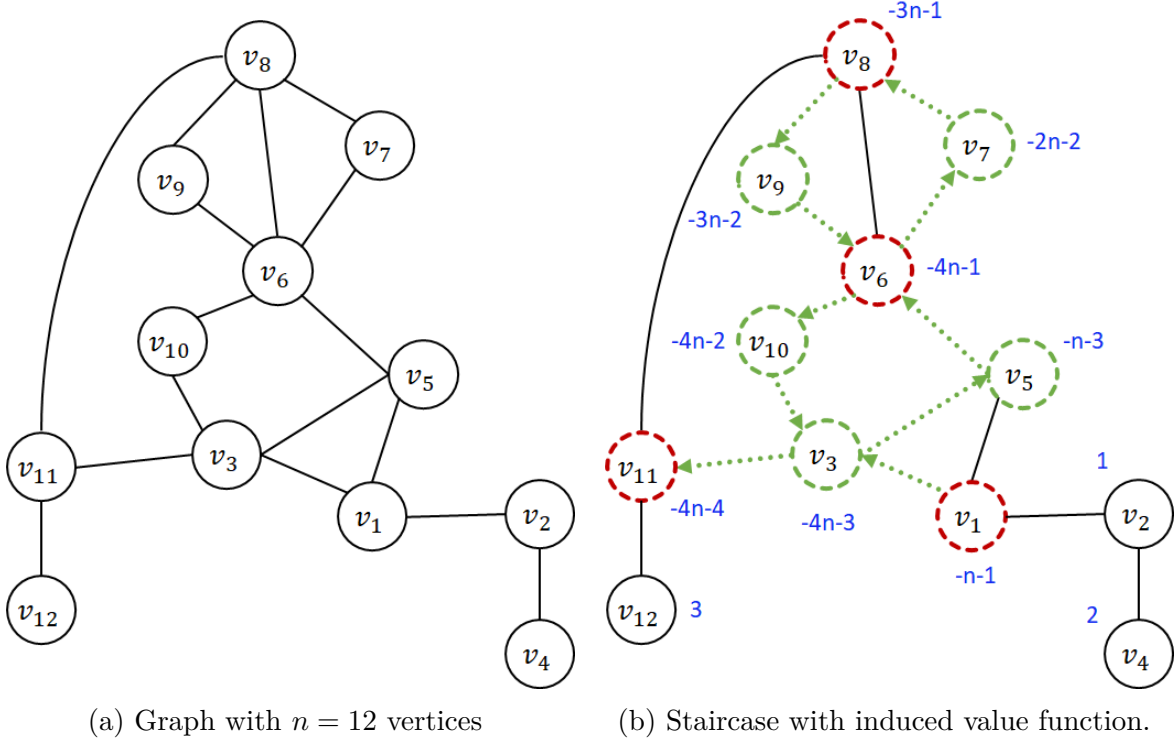 v8
v7
v9
v6
v10
v5
v3
v11
v1
v2
v12
v4
(a) Graph with n = 12 vertices
-3n-1
v8
v7
-2n-2
v9
-3n-2
v6
-4n-1
-4n-2
v10
-n-3
v5
v3
v11
-4n-4
-4n-3
v1
-n-1
1
v2
v12
3
2
v4
(b) Staircase with induced value function.